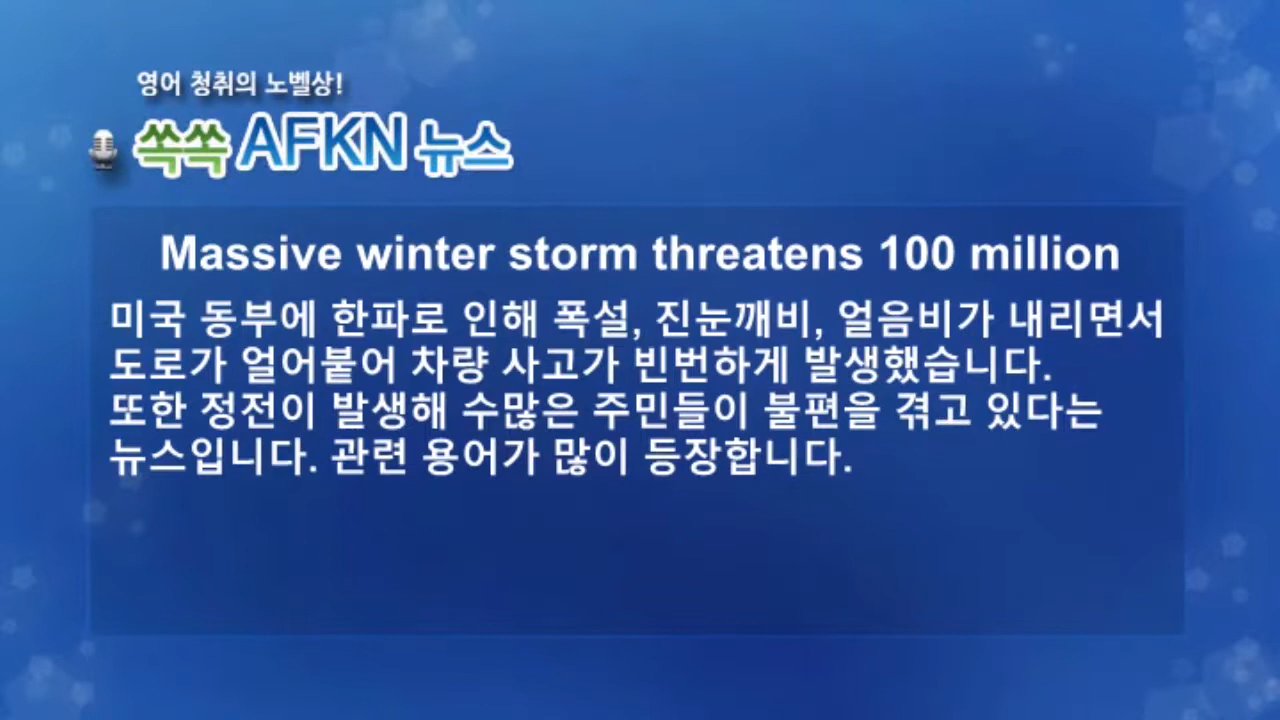 영어 청취의 노벨상!
쏙쏙 AFKN 뉴스
Massive winter storm threatens 100 million
미국 동부에 한파로 인해 폭설, 진눈깨비, 얼음비가 내리면서
도로가 얼어붙어 차량 사고가 빈번하게 발생했습니다.
또한 정전이 발생해 수많은 주민들이 불편을 겪고 있다는
뉴스입니다. 관련 용어가 많이 등장합니다.